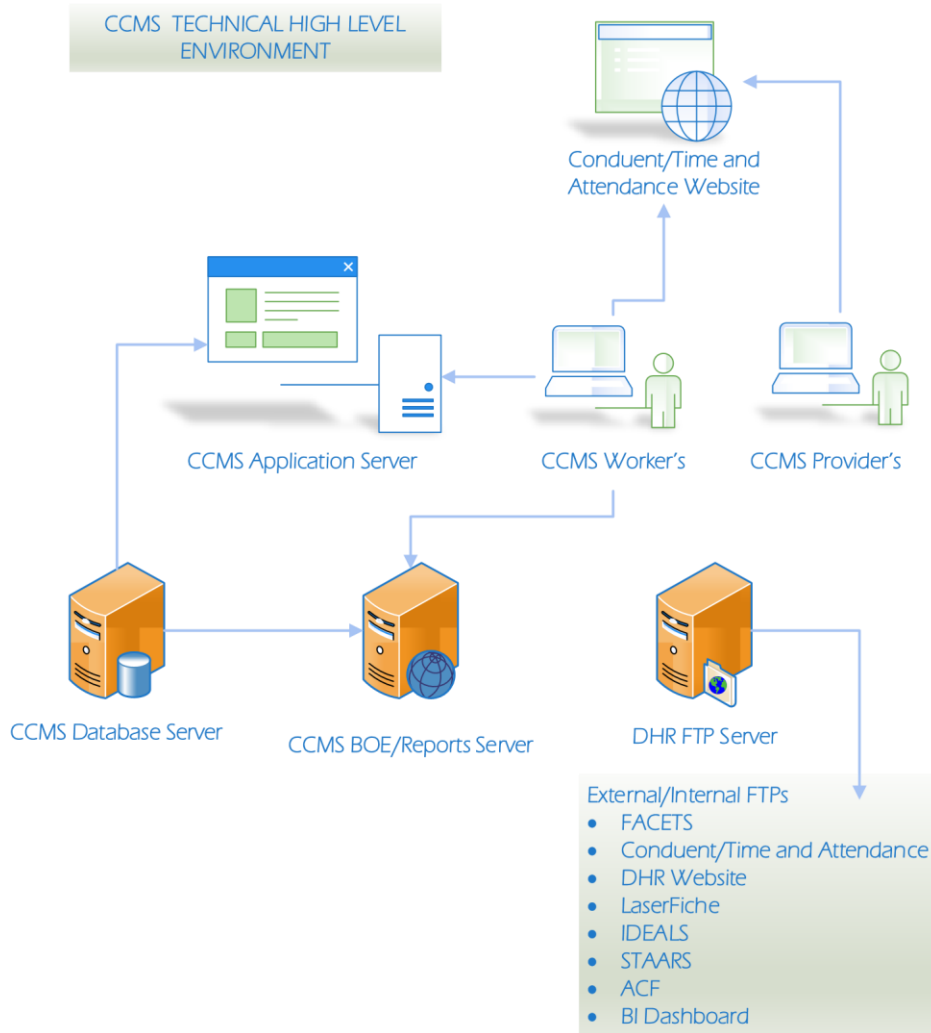 CCMS TECHNICAL HIGH LEVEL
ENVIRONMENT
Conduent/Time and
Attendance Website
CCMS Application Server
CCMS Worker's
CCMS Provider's
CCMS Database Server
CCMS BOE/Reports Server
DHR FTP Server
External/Internal FTPs
• FACETS
• Conduent/Time and Attendance
• DHR Website
• LaserFiche
• IDEALS
• STAARS
• ACF
• BI Dashboard